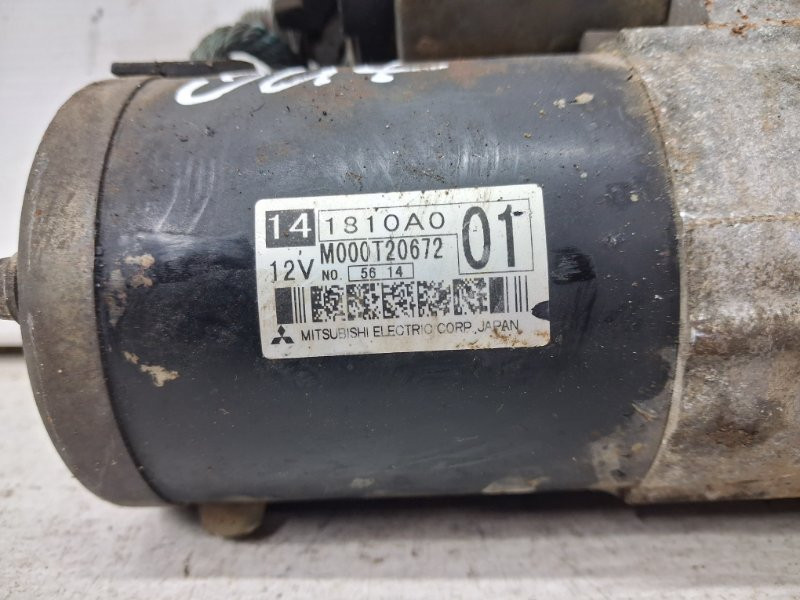 14 1810A0 01
12V M000T20672
NO. 56 14
MITSUBISHI ELECTRIC CORP. JAPAN